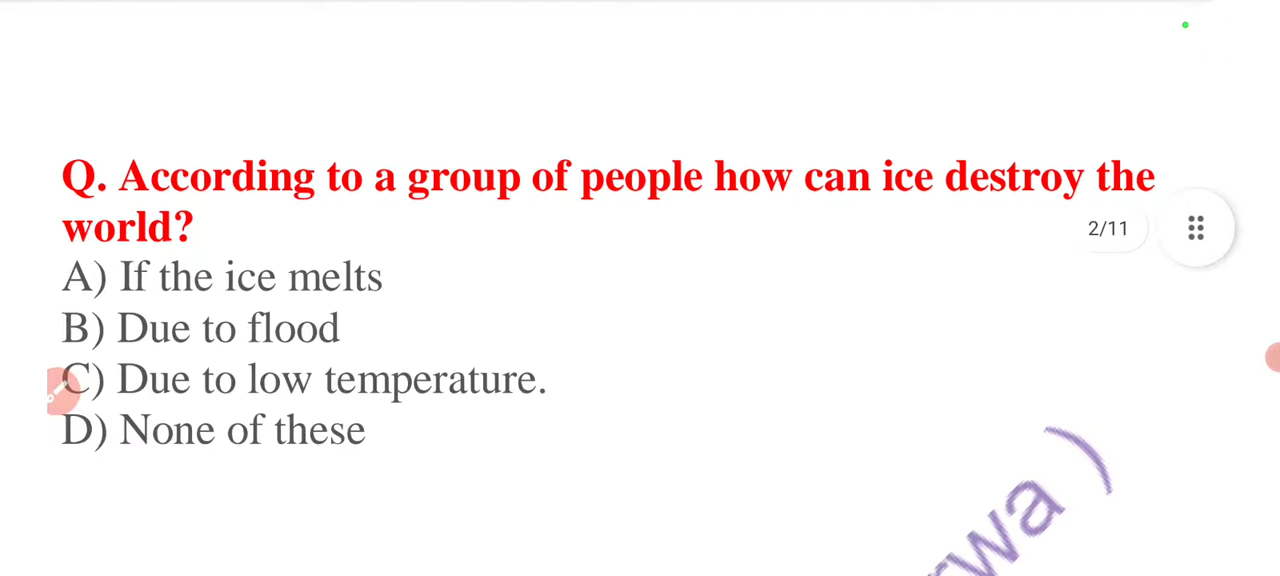 Q. According to a group of people how can ice destroy the
world?
2/11
A) If the ice melts
B) Due to flood
C) Due to low temperature.
D) None of these